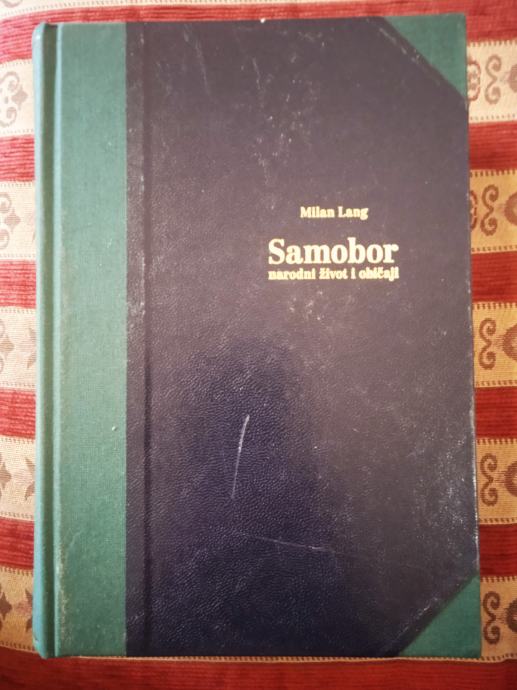 Milan Lang
Samobor
narodni život i običaji